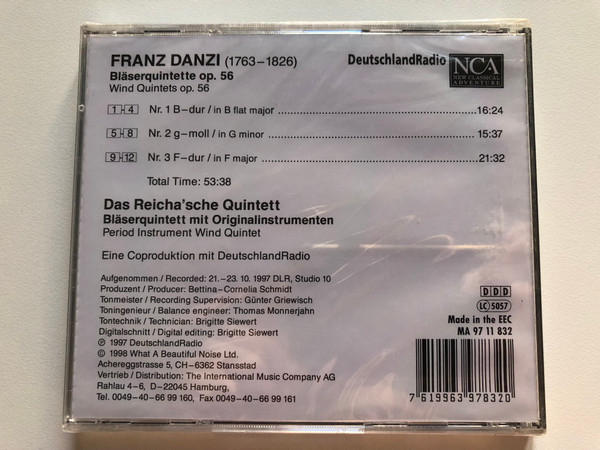 FRANZ DANZI (1763–1826)
DeutschlandRadio
NCA
NEW CLASSICAL
ADVENTURE
Bläserquintette op. 56
Wind Quintets op. 56
1-4 Nr. 1 B–dur / in B flat major 16:24
5-8 Nr. 2 g–moll / in G minor 15:37
9-12 Nr. 3 F–dur / in F major 21:32
Total Time: 53:38
Das Reicha'sche Quintett
Bläserquintett mit Originalinstrumenten
Period Instrument Wind Quintet
Eine Coproduktion mit DeutschlandRadio
Aufgenommen / Recorded: 21.–23. 10. 1997 DLR, Studio 10
Produzent / Producer: Bettina–Cornelia Schmidt
Tonmeister / Recording Supervision: Günter Griewisch
Toningenieur / Balance engineer: Thomas Monnerjahn
Tontechnik / Technician: Brigitte Siewert
Digitalschnitt / Digital editing: Brigitte Siewert
℗ 1997 DeutschlandRadio
© 1998 What A Beautiful Noise Ltd.
Achereggstrasse 5, CH–6362 Stansstad
Vertrieb / Distribution: The International Music Company AG
Rahlau 4–6, D–22045 Hamburg,
Tel. 0049–40–66 99 160, Fax 0049–40–66 99 161
DDD
LC 5057
Made in the EEC
MA 97 11 832
7 619963 978320